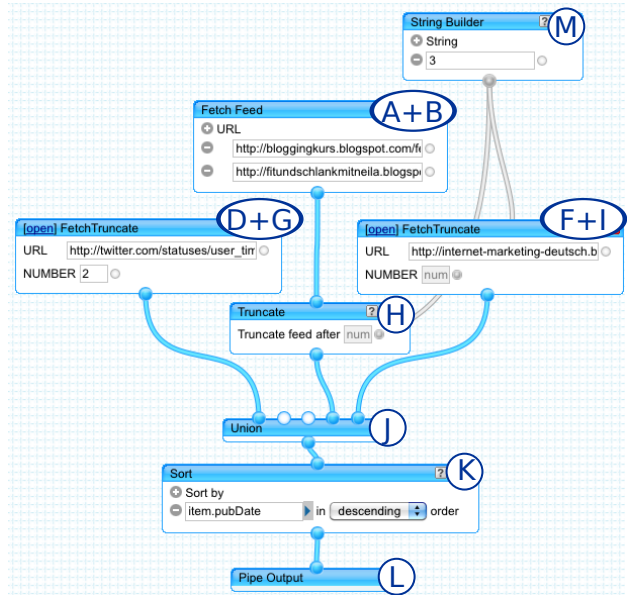 String Builder ? M
String
3
Fetch Feed A+B
URL
http://bloggingkurs.blogspot.com/fe
http://fitundschlankmitneila.blogspo
[open] FetchTruncate D+G
URL http://twitter.com/statuses/user_tim
NUMBER 2
[open] FetchTruncate F+I
URL http://internet-marketing-deutsch.b
NUMBER num
Truncate ? H
Truncate feed after num
Union J
Sort ? K
Sort by
item.pubDate in descending order
Pipe Output L